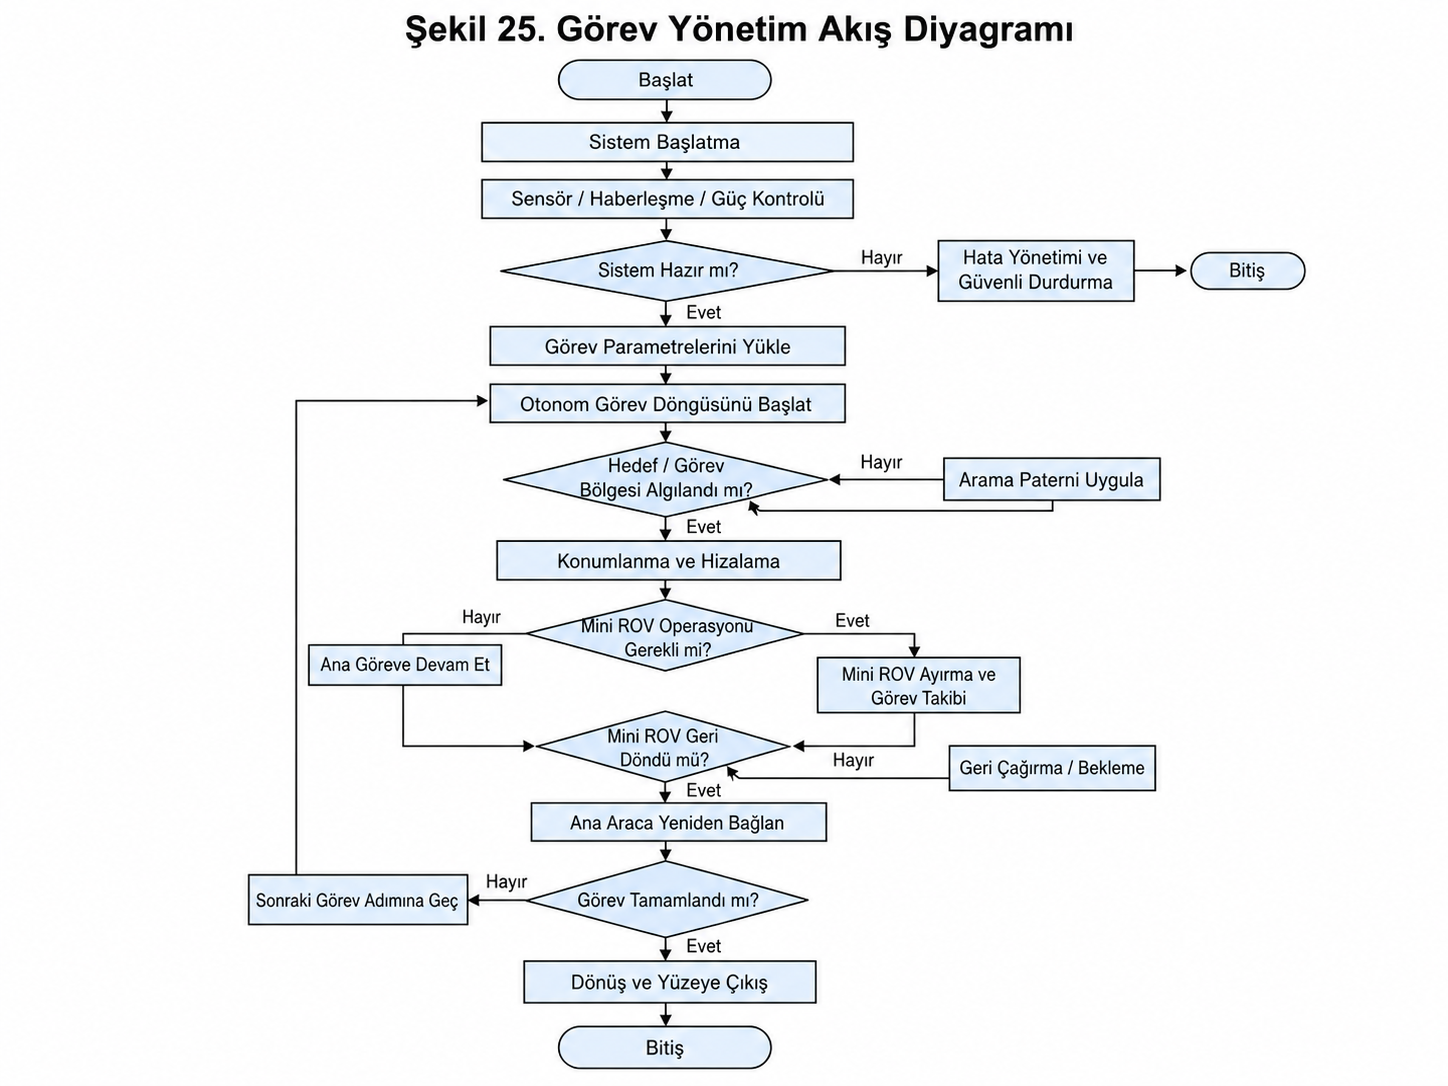 Şekil 25. Görev Yönetim Akış Diyagramı
Başlat
Sistem Başlatma
Sensör / Haberleşme / Güç Kontrolü
Sistem Hazır mı?
Hayır
Hata Yönetimi ve
Güvenli Durdurma
Bitiş
Evet
Görev Parametrelerini Yükle
Otonom Görev Döngüsünü Başlat
Hedef / Görev
Bölgesi Algılandı mı?
Hayır
Arama Paterni Uygula
Evet
Konumlanma ve Hizalama
Mini ROV Operasyonu
Gerekli mi?
Hayır
Ana Göreve Devam Et
Evet
Mini ROV Ayırma ve
Görev Takibi
Mini ROV Geri
Döndü mü?
Hayır
Geri Çağırma / Bekleme
Evet
Ana Araca Yeniden Bağlan
Görev Tamamlandı mı?
Hayır
Sonraki Görev Adımına Geç
Evet
Dönüş ve Yüzeye Çıkış
Bitiş